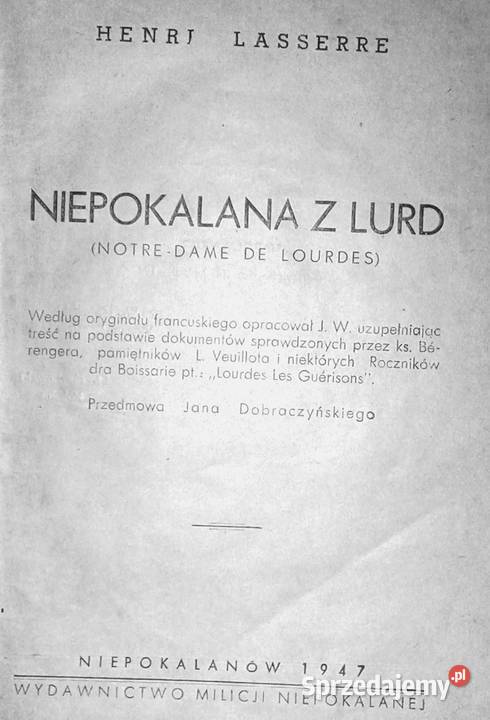 HENRJ LASSERRE
NIEPOKALANA Z LURD
(NOTRE-DAME DE LOURDES)
Według oryginału francuskiego opracował J. W. uzupełniając
treść na podstawie dokumentów sprawdzonych przez ks. Bé-
rengera, pamiętników L. Veuillota i niektórych Roczników
dra Boissarie pt.: „Lourdes Les Guérisons".
Przedmowa Jana Dobraczyńskiego
NIEPOKALANÓW 1947
WYDAWNICTWO MILICJI NIEPOKALANEJ
Sprzedajemy.pl